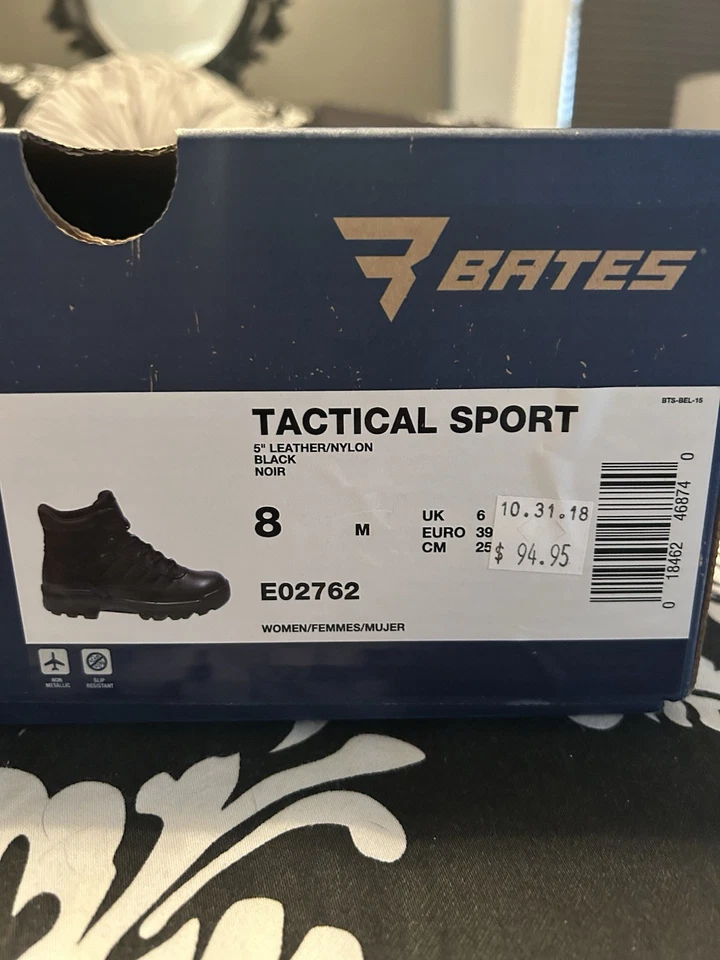 BATES
BTS-BEL-15
TACTICAL SPORT
5" LEATHER/NYLON
BLACK
NOIR
8 M
UK 6
EURO 39
CM 25
10.31.18
$ 94.95
E02762
WOMEN/FEMMES/MUJER
0 18462 46874 0
NON
METALLIC
SLIP
RESISTANT